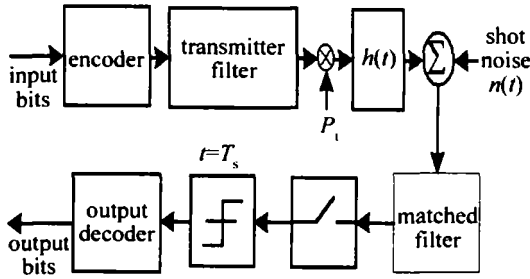 input
bits
encoder
transmitter
filter
P_t
h(t)
Σ
shot
noise
n(t)
matched
filter
t=T_s
output
decoder
output
bits